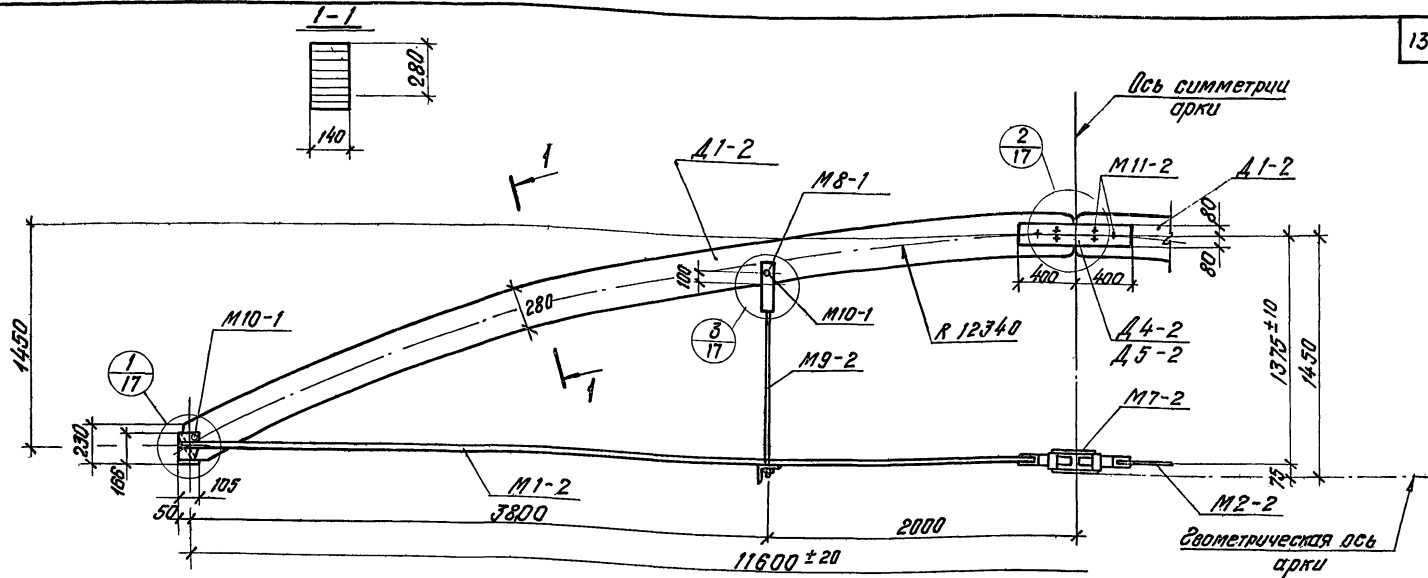 1-1
280
140
13
Ось симметрии
арки
2
17
М11-2
Д1-2
80
80
400
400
Д4-2
Д5-2
1375±10
1450
1
Д1-2
М8-1
100
М10-1
3
17
R 12340
М9-2
280
1
1450
М10-1
1
17
230
166
105
50
М1-2
3800
2000
11600±20
М7-2
75
М2-2
Геометрическая ось
арки